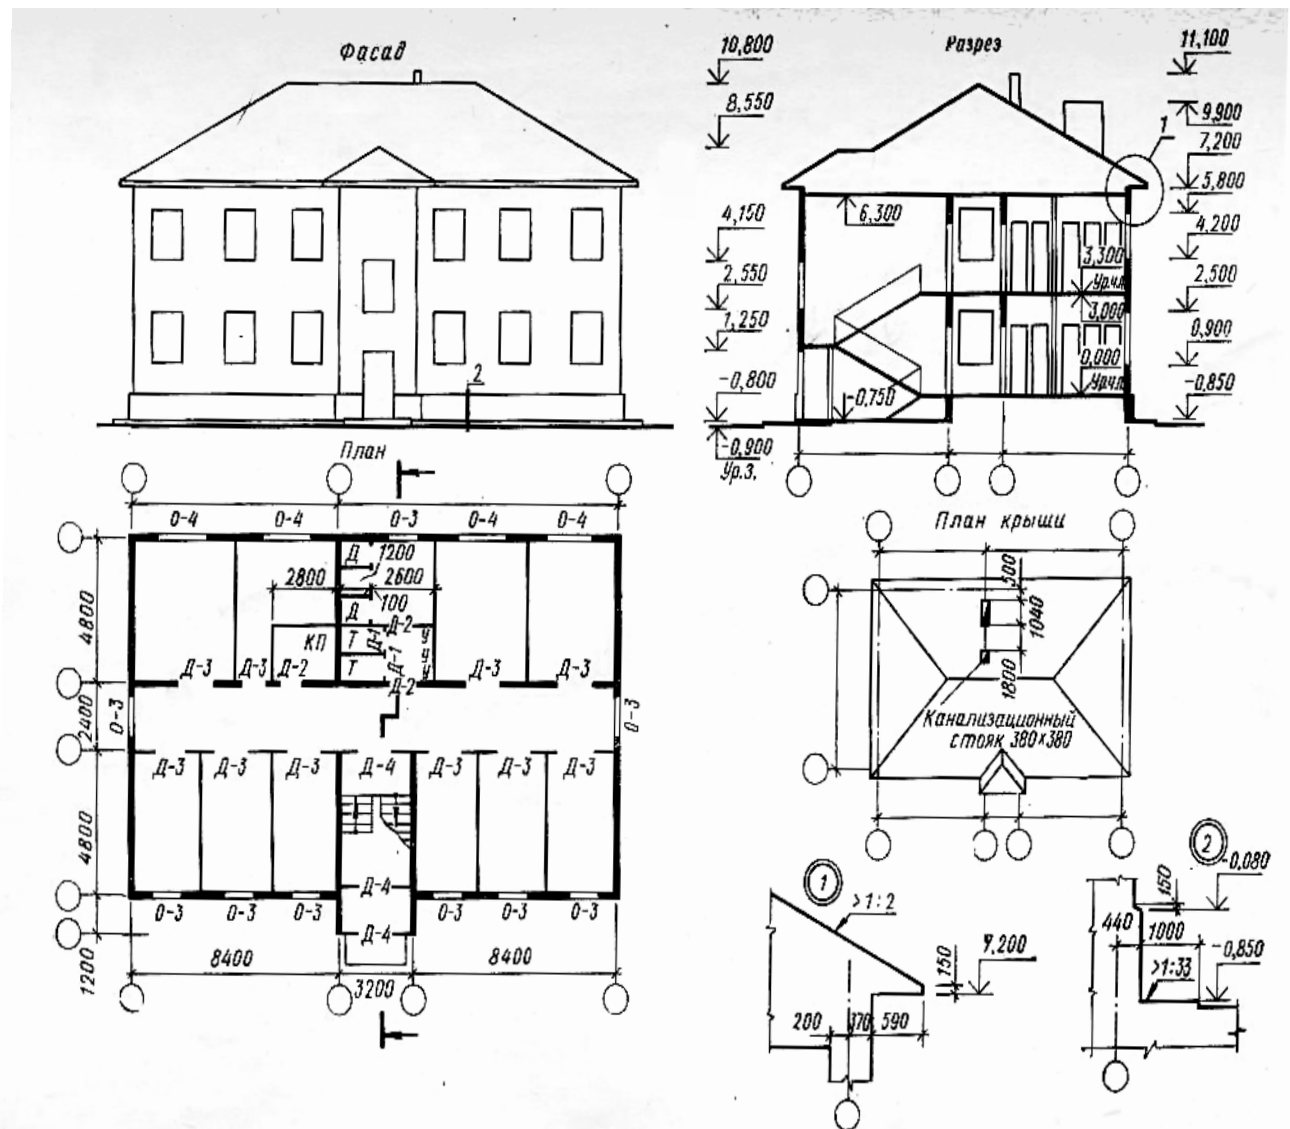 Фасад
Разрез
10,800
8,550
4,150
2,550
1,250
-0,800
-0,900
Ур.з.
6,300
-0,750
3,300
Ур.ч.п.
3,000
0,000
Ур.ч.п.
11,100
9,900
7,200
5,800
4,200
2,500
0,900
-0,850
1
2
План
О-4 О-4 О-3 О-4 О-4
Д 1200
2800 2600
100
Д
Д-2
КП Т Д-1 У
Д-1 У
Т У
Д-3 Д-3 Д-2 Д-2 Д-3 Д-3
О-3 О-3
4800
2400
4800
1200
Д-3 Д-3 Д-3 Д-4 Д-3 Д-3 Д-3
Д-4
О-3 О-3 О-3 О-3 О-3 О-3
Д-4
8400 3200 8400
План крыши
500
1040
1800
Канализационный
стояк 380×380
1
>1:2
7,200
150
200 370 590
2
-0,080
150
440 1000
-0,850
>1:33